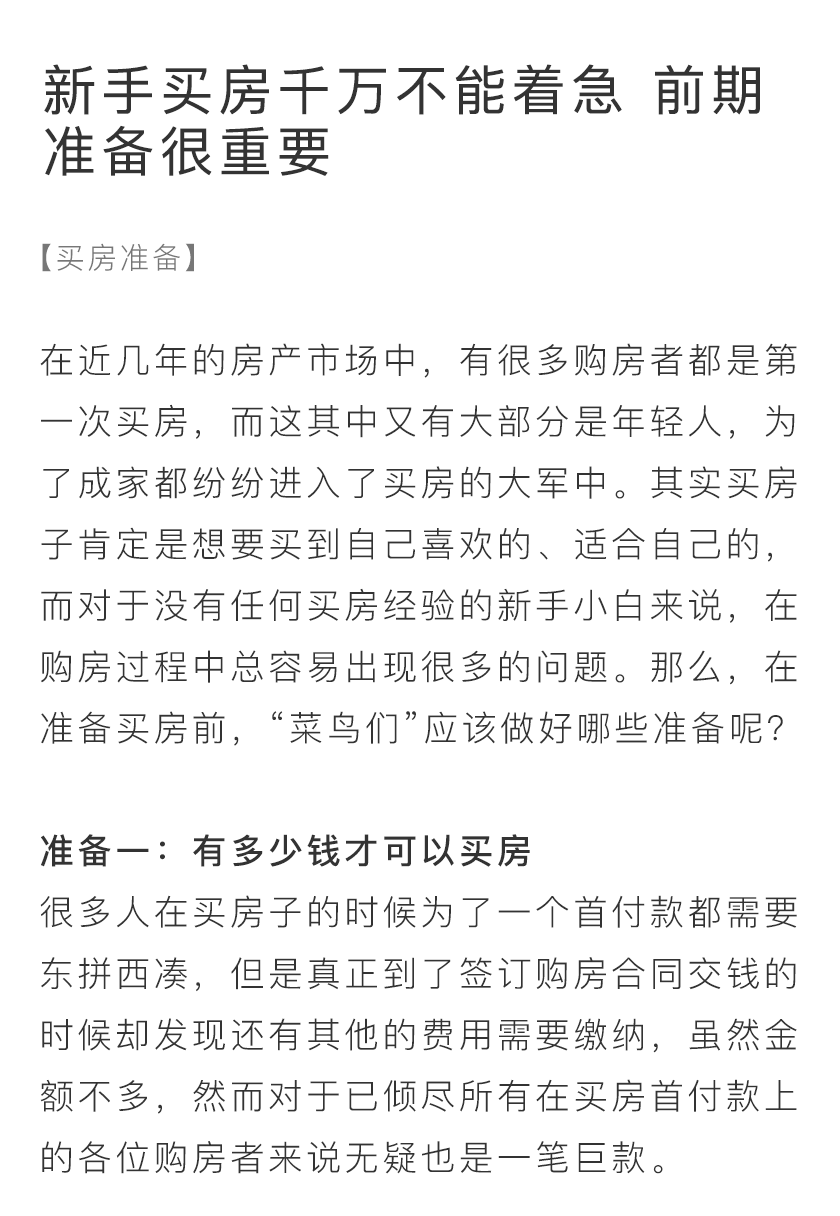 新手买房千万不能着急 前期
准备很重要
【买房准备】
在近几年的房产市场中，有很多购房者都是第
一次买房，而这其中又有大部分是年轻人，为
了成家都纷纷进入了买房的大军中。其实买房
子肯定是想要买到自己喜欢的、适合自己的，
而对于没有任何买房经验的新手小白来说，在
购房过程中总容易出现很多的问题。那么，在
准备买房前，“菜鸟们”应该做好哪些准备呢？
准备一：有多少钱才可以买房
很多人在买房子的时候为了一个首付款都需要
东拼西凑，但是真正到了签订购房合同交钱的
时候却发现还有其他的费用需要缴纳，虽然金
额不多，然而对于已倾尽所有在买房首付款上
的各位购房者来说无疑也是一笔巨款。